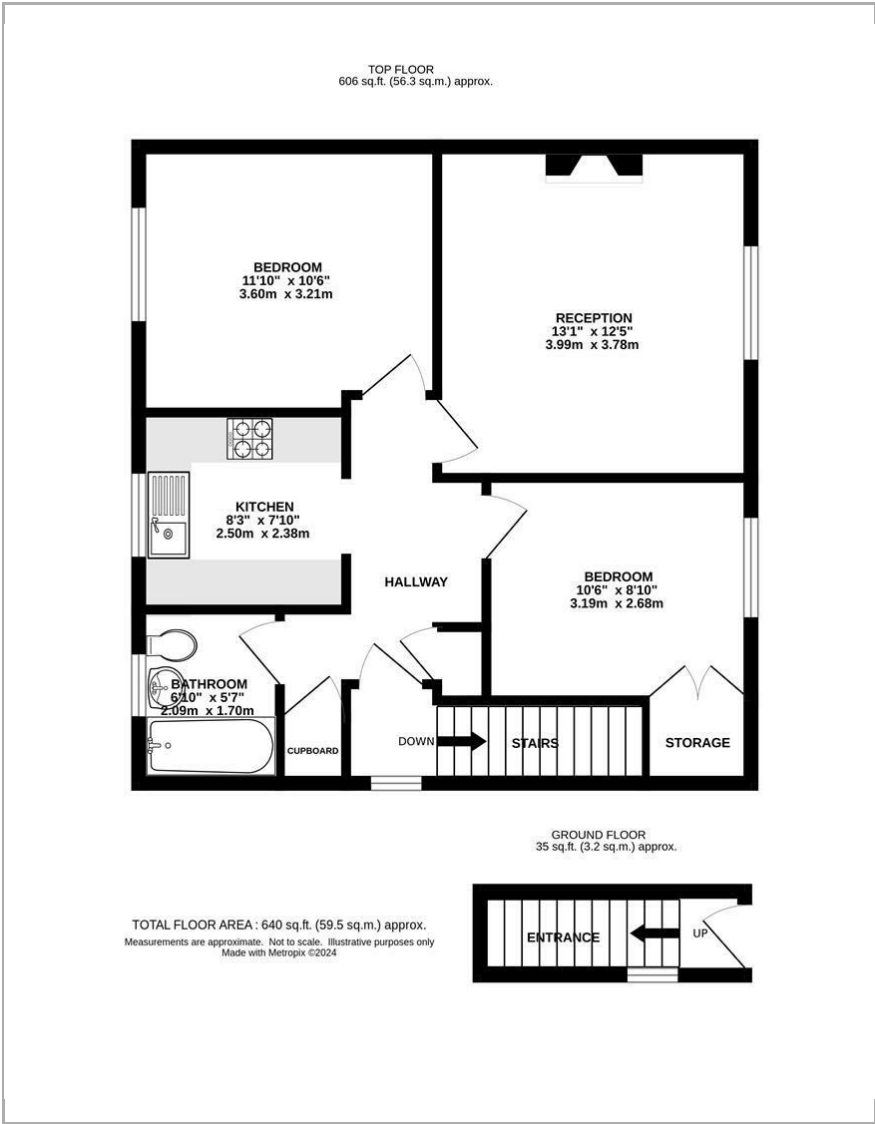 TOP FLOOR
606 sq.ft. (56.3 sq.m.) approx.
BEDROOM
11'10" x 10'6"
3.60m x 3.21m
RECEPTION
13'1" x 12'5"
3.99m x 3.78m
KITCHEN
8'3" x 7'10"
2.50m x 2.38m
HALLWAY
BEDROOM
10'6" x 8'10"
3.19m x 2.68m
BATHROOM
6'10" x 5'7"
2.09m x 1.70m
CUPBOARD
DOWN
STAIRS
STORAGE
GROUND FLOOR
35 sq.ft. (3.2 sq.m.) approx.
ENTRANCE
UP
TOTAL FLOOR AREA : 640 sq.ft. (59.5 sq.m.) approx.
Measurements are approximate. Not to scale. Illustrative purposes only
Made with Metropix ©2024